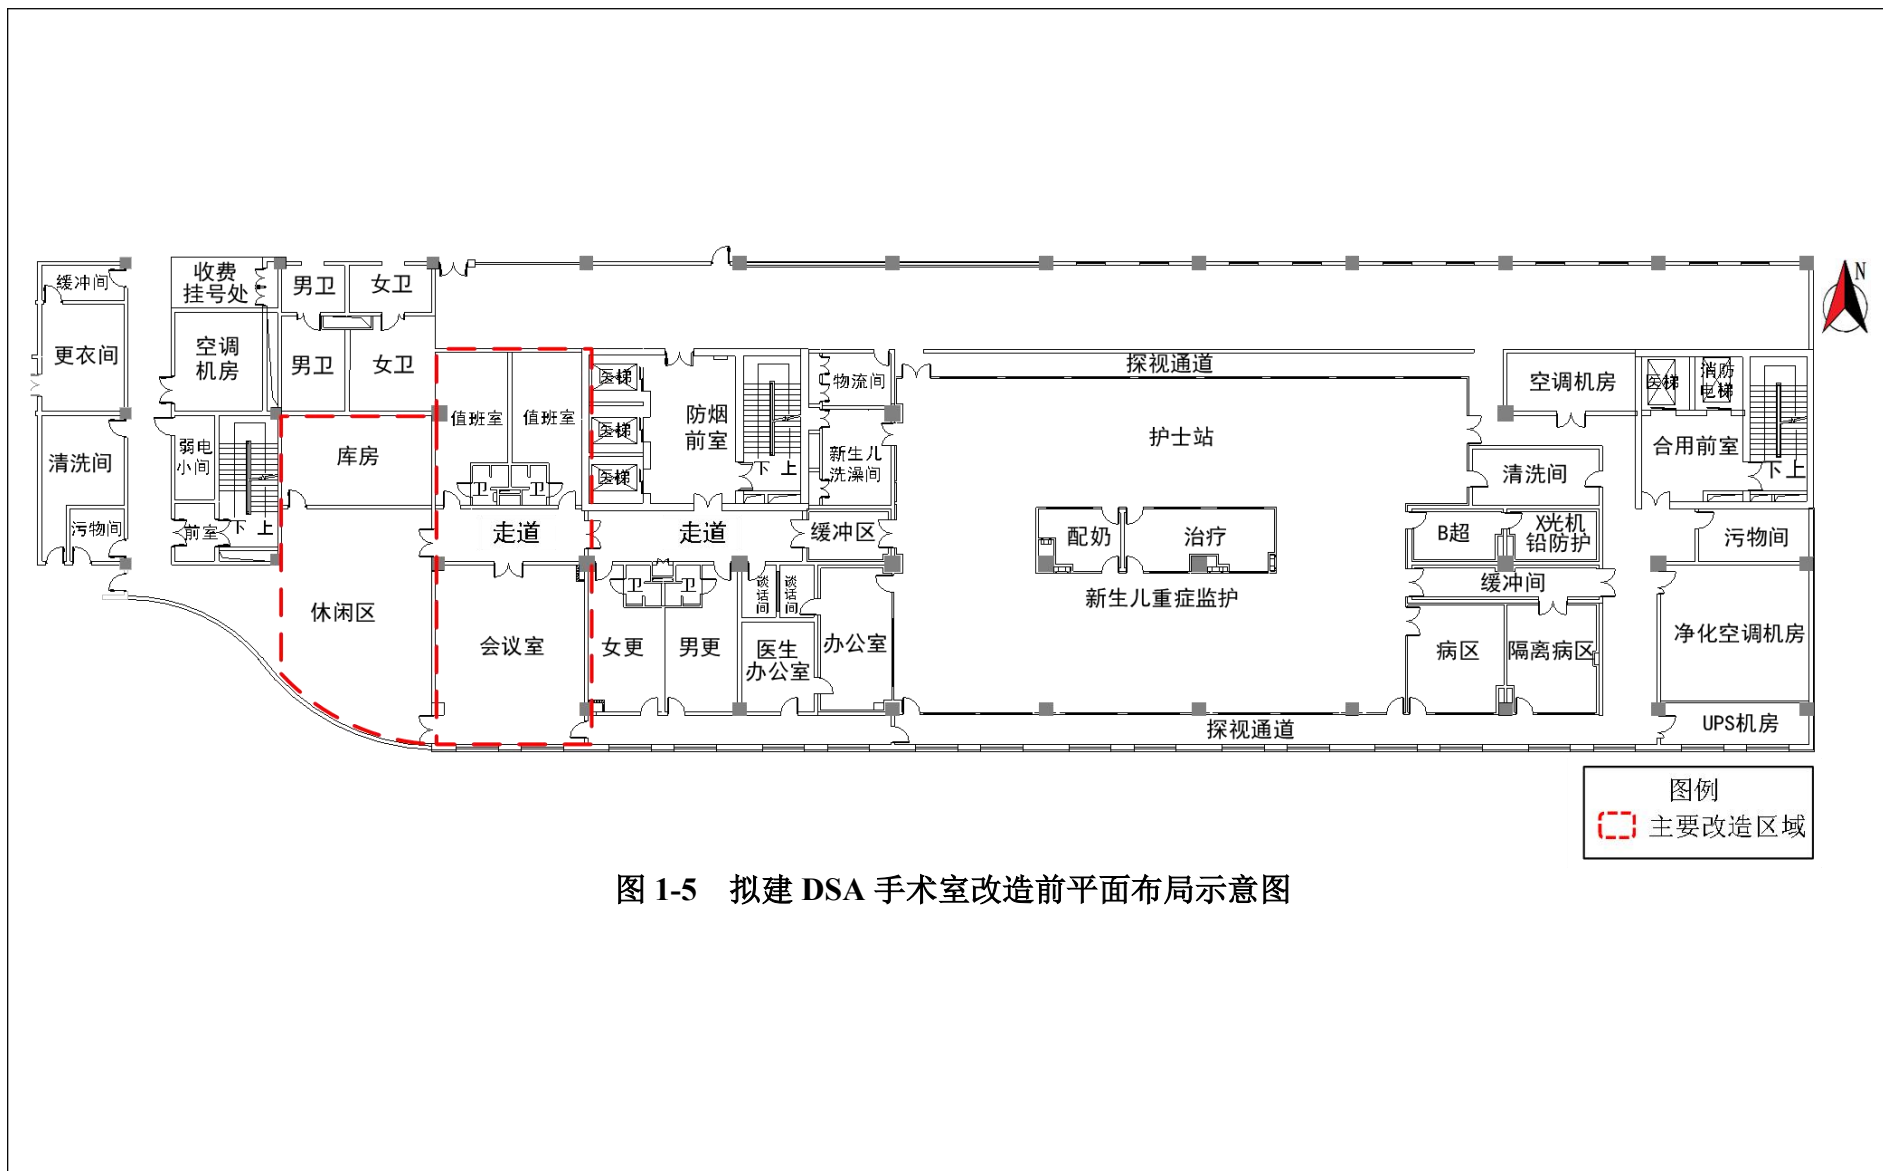 缓冲间
收费
挂号处
男卫
女卫
N
更衣间
空调
机房
男卫
女卫
值班室
值班室
医梯
医梯
医梯
防烟
前室
下 上
物流间
新生儿
洗澡间
探视通道
护士站
空调机房
医梯
消防
电梯
合用前室
下 上
清洗间
弱电
小间
库房
卫
卫
清洗间
污物间
前室
下 上
走道
走道
缓冲区
配奶
治疗
B超
X光机
铅防护
污物间
休闲区
会议室
卫
卫
女更
男更
谈话间
谈话间
医生
办公室
办公室
新生儿重症监护
缓冲间
病区
隔离病区
净化空调机房
探视通道
UPS机房
图例
主要改造区域
图 1-5 拟建 DSA 手术室改造前平面布局示意图